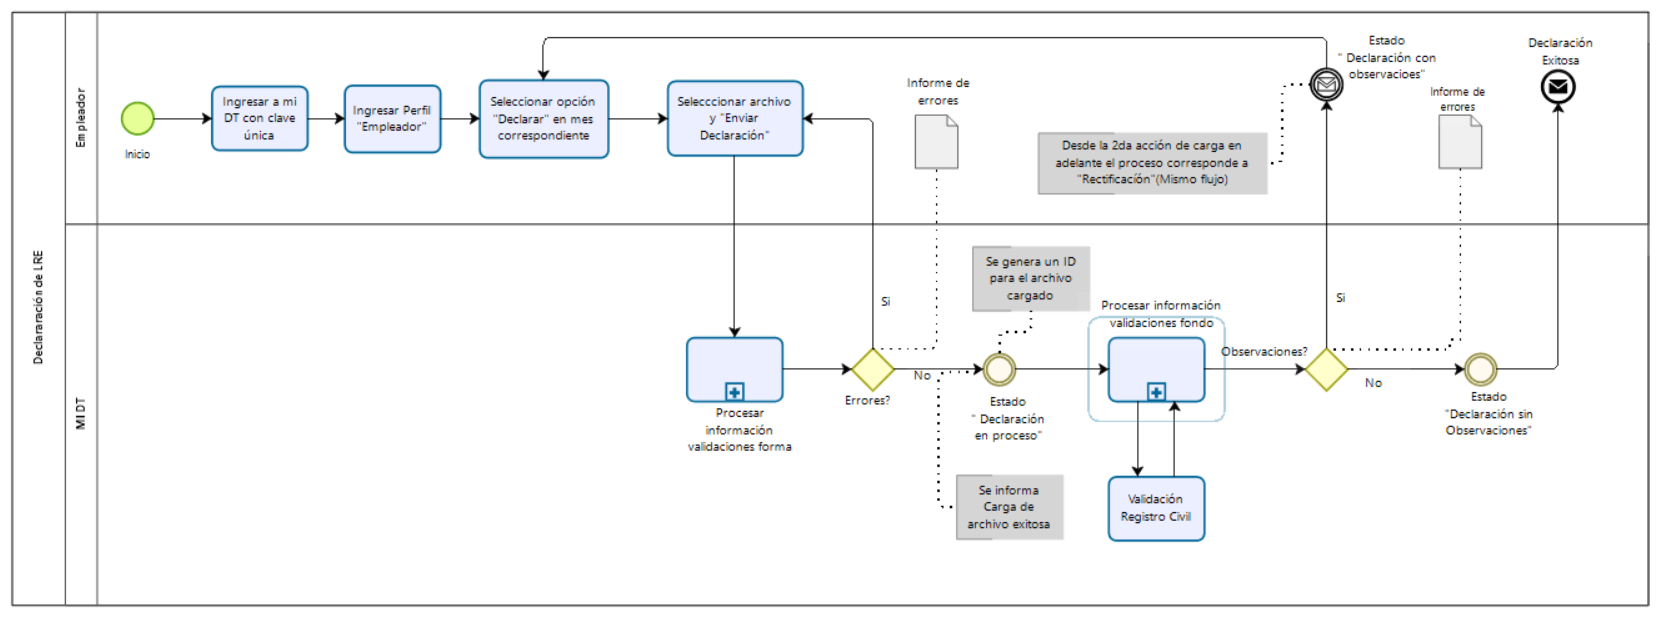 Declararación de LRE
Empleador
MI DT
Inicio
Ingresar a mi
DT con clave
única
Ingresar Perfil
"Empleador"
Seleccionar opción
"Declarar" en mes
correspondiente
Selecccionar archivo
y "Enviar
Declaración"
Informe de
errores
Desde la 2da acción de carga en
adelante el proceso corresponde a
"Rectificación"(Mismo flujo)
Estado
" Declaración con
observacioes"
Informe de
errores
Declaración
Exitosa
Procesar
información
validaciones forma
Si
Errores?
No
Se genera un ID
para el archivo
cargado
Estado
" Declaración
en proceso"
Se informa
Carga de
archivo exitosa
Procesar información
validaciones fondo
Validación
Registro Civil
Observaciones?
Si
No
Estado
"Declaración sin
Observaciones"